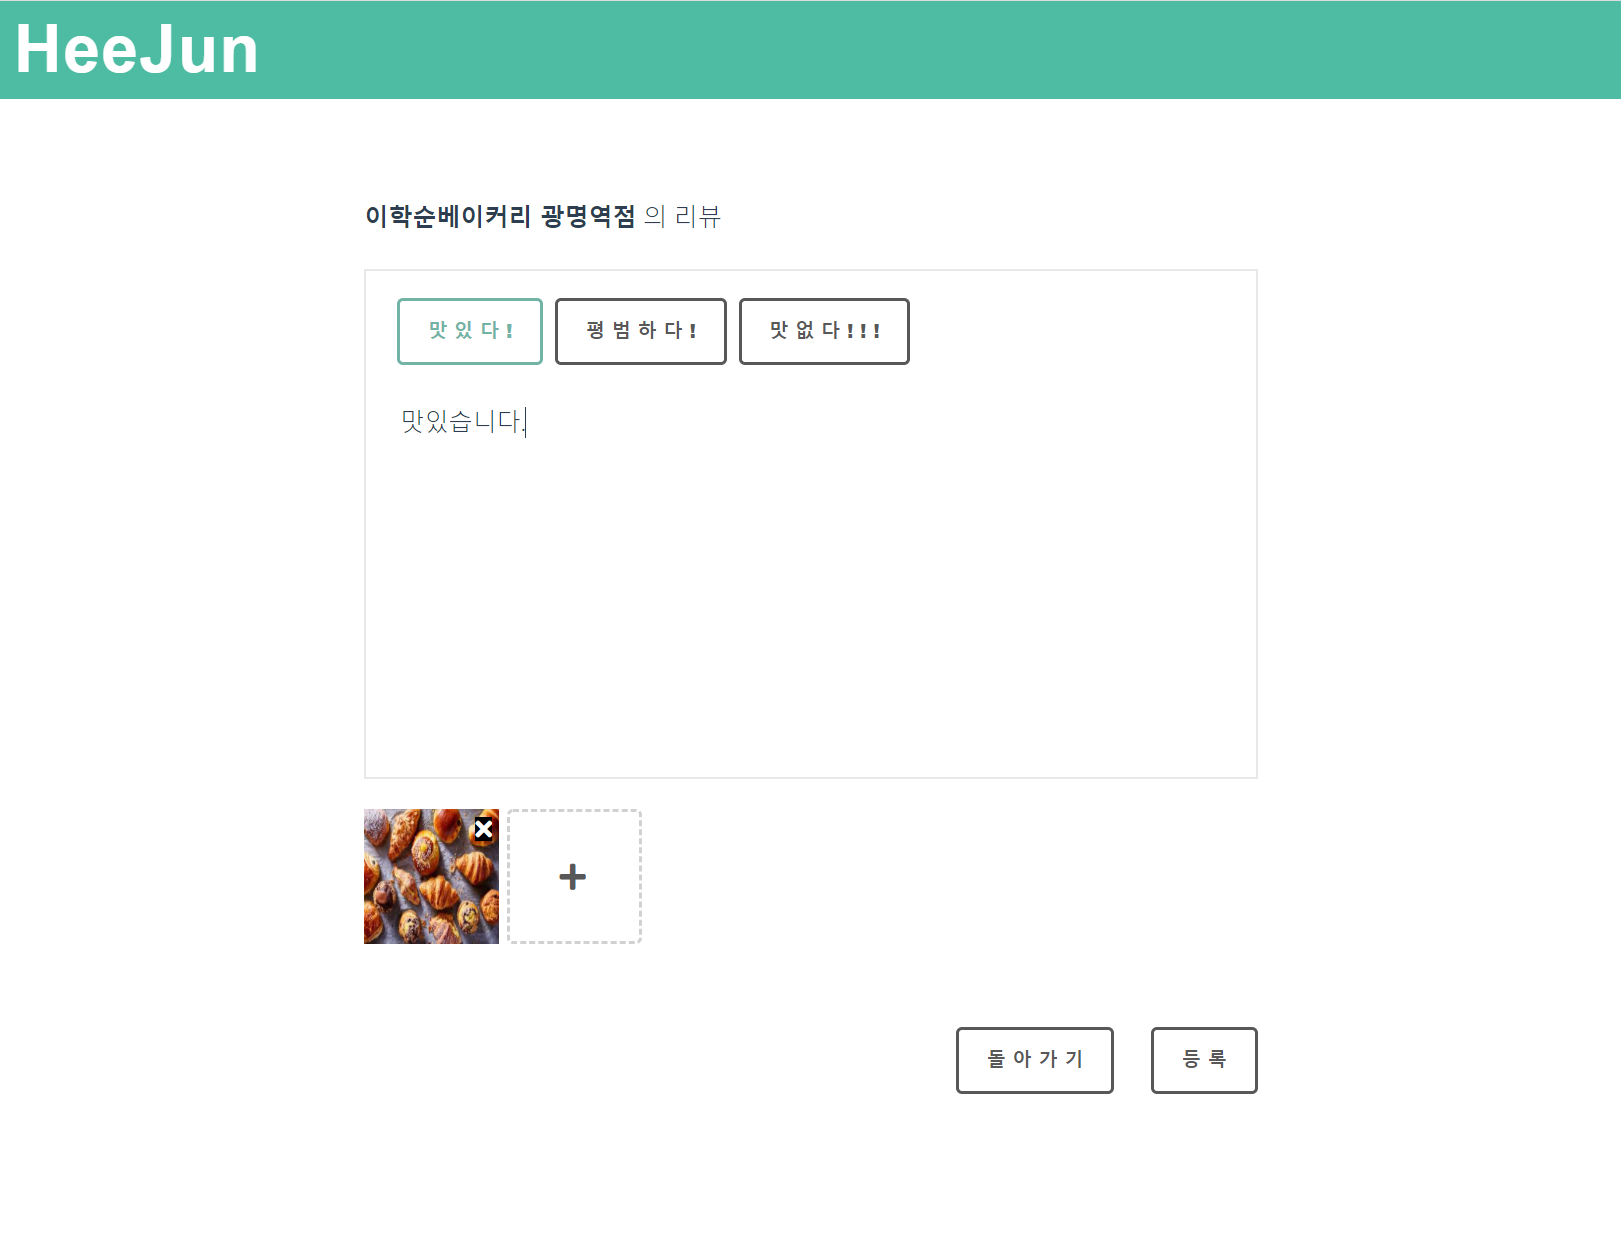 HeeJun
이학순베이커리 광명역점 의 리뷰
맛있다! 평범하다! 맛없다!!!
맛있습니다.
돌아가기 등록